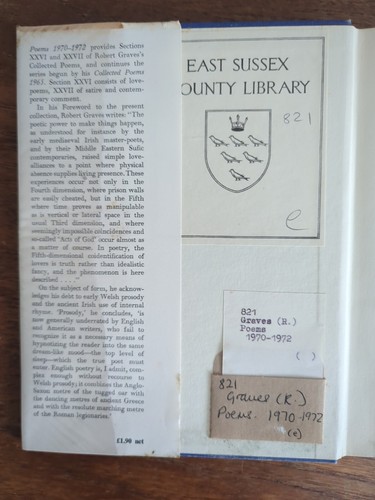 Poems 1970-1972 provides Sections
XXVI and XXVII of Robert Graves's
Collected Poems, and continues the
series begun by his Collected Poems
1965. Section XXVI consists of love-
poems, XXVII of satire and contem-
porary comment.
In his Foreword to the present
collection, Robert Graves writes: "The
poetic power to make things happen,
as understood for instance by the
early mediaeval Irish master-poets,
and by their Middle Eastern Sufic
contemporaries, raised simple love-
alliances to a point where physical
absence supplies living presence. These
experiences occur not only in the
Fourth dimension, where prison walls
are easily cheated, but in the Fifth
where time proves as manipulable
as is vertical or lateral space in the
usual Third dimension, and where
seemingly impossible coincidences and
so-called 'Acts of God' occur almost as
a matter of course. In poetry, the
Fifth-dimensional co-identification of
lovers is truth rather than idealistic
fancy, and the phenomenon is here
described . . . ."
On the subject of form, he acknow-
ledges his debt to early Welsh prosody
and the ancient Irish use of internal
rhyme. 'Prosody,' he concludes, 'is
now generally underrated by English
and American writers, who fail to
recognize it as a necessary means of
hypnotizing the reader into the same
dream-like mood—the top level of
sleep—which the true poet must
enter. English poetry is, I admit, com-
plex enough without recourse to
Welsh prosody; it combines the Anglo-
Saxon metre of the tugged oar with
the dancing metres of ancient Greece
and with the resolute marching metre
of the Roman legionaries.'
£1.90 net
EAST SUSSEX
COUNTY LIBRARY
821
e
821
Graves (R.)
Poems
1970-1972
( )
821
Graves (R.)
Poems. 1970-1972
(e)